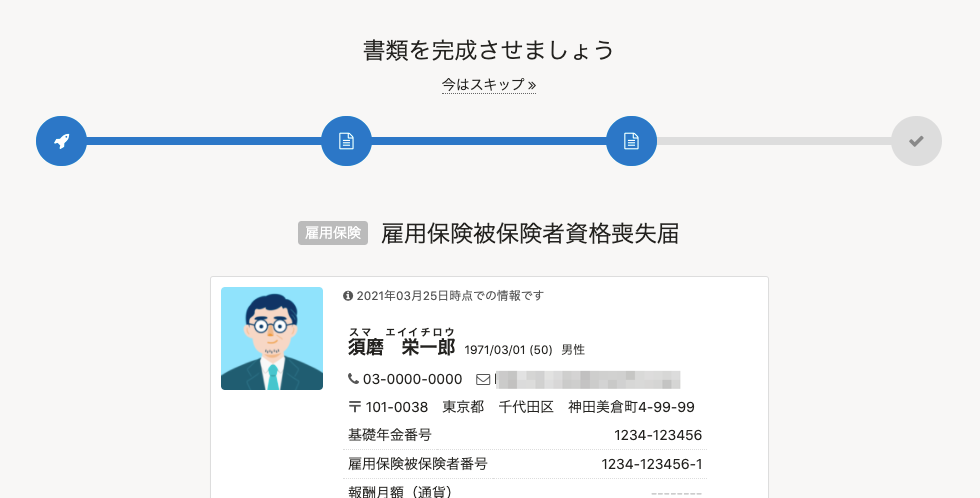 書類を完成させましょう
今はスキップ »
雇用保険 雇用保険被保険者資格喪失届
2021年03月25日時点での情報です
スマ エイイチロウ
須磨 栄一郎 1971/03/01 (50) 男性
03-0000-0000
〒 101-0038 東京都 千代田区 神田美倉町4-99-99
基礎年金番号 1234-123456
雇用保険被保険者番号 1234-123456-1
報酬月額（通貨） --------